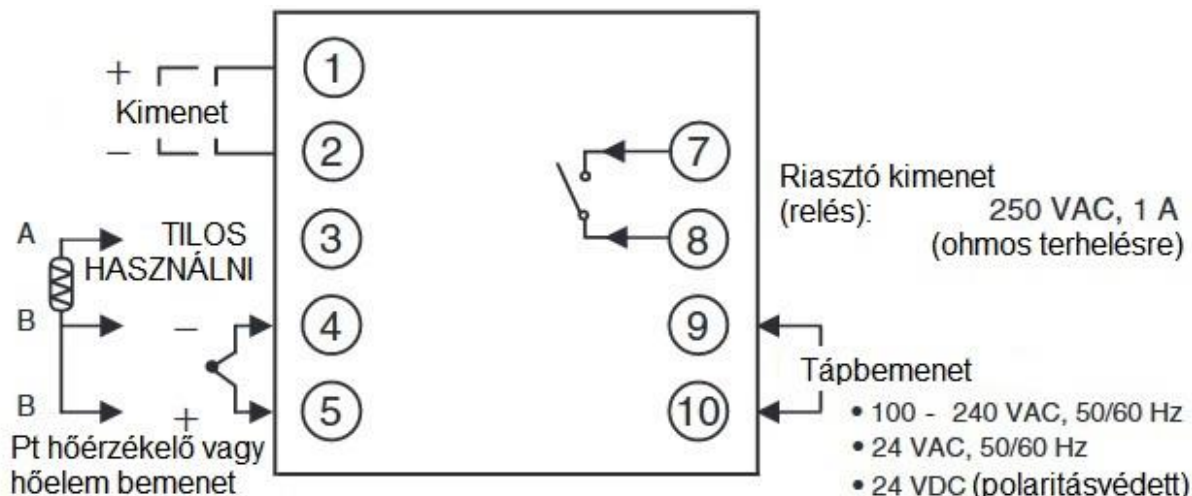 +
Kimenet
−
1
2
3
4
5
7
8
9
10
A
TILOS
HASZNÁLNI
B
−
B
+
Pt hőérzékelő vagy
hőelem bemenet
Riasztó kimenet
(relés): 250 VAC, 1 A
(ohmos terhelésre)
Tápbemenet
• 100 - 240 VAC, 50/60 Hz
• 24 VAC, 50/60 Hz
• 24 VDC (polaritásvédett)